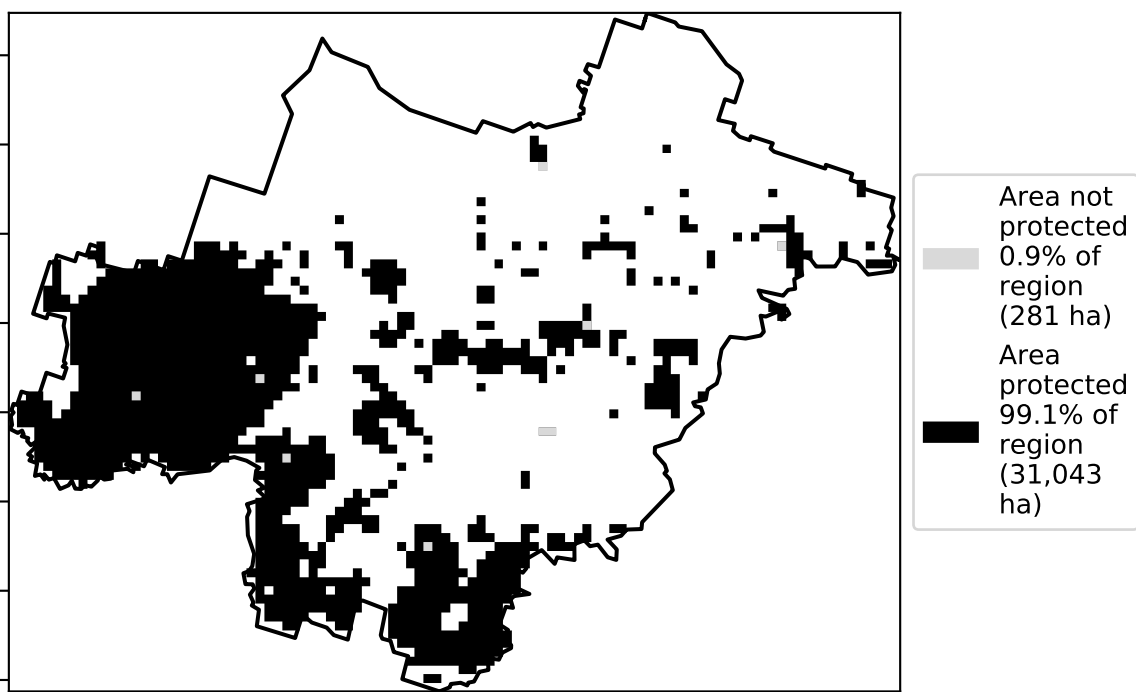 Area not
protected
0.9% of
region
(281 ha)
Area
protected
99.1% of
region
(31,043
ha)